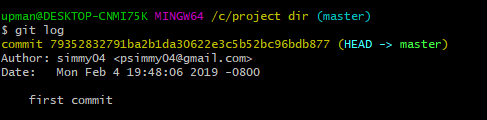 upman@DESKTOP-CNMI75K MINGW64 /c/project dir (master)
$ git log
commit 79352832791ba2b1da30622e3c5b52bc96bdb877 (HEAD -> master)
Author: simmy04 <psimmy04@gmail.com>
Date:   Mon Feb 4 19:48:06 2019 -0800
    first commit